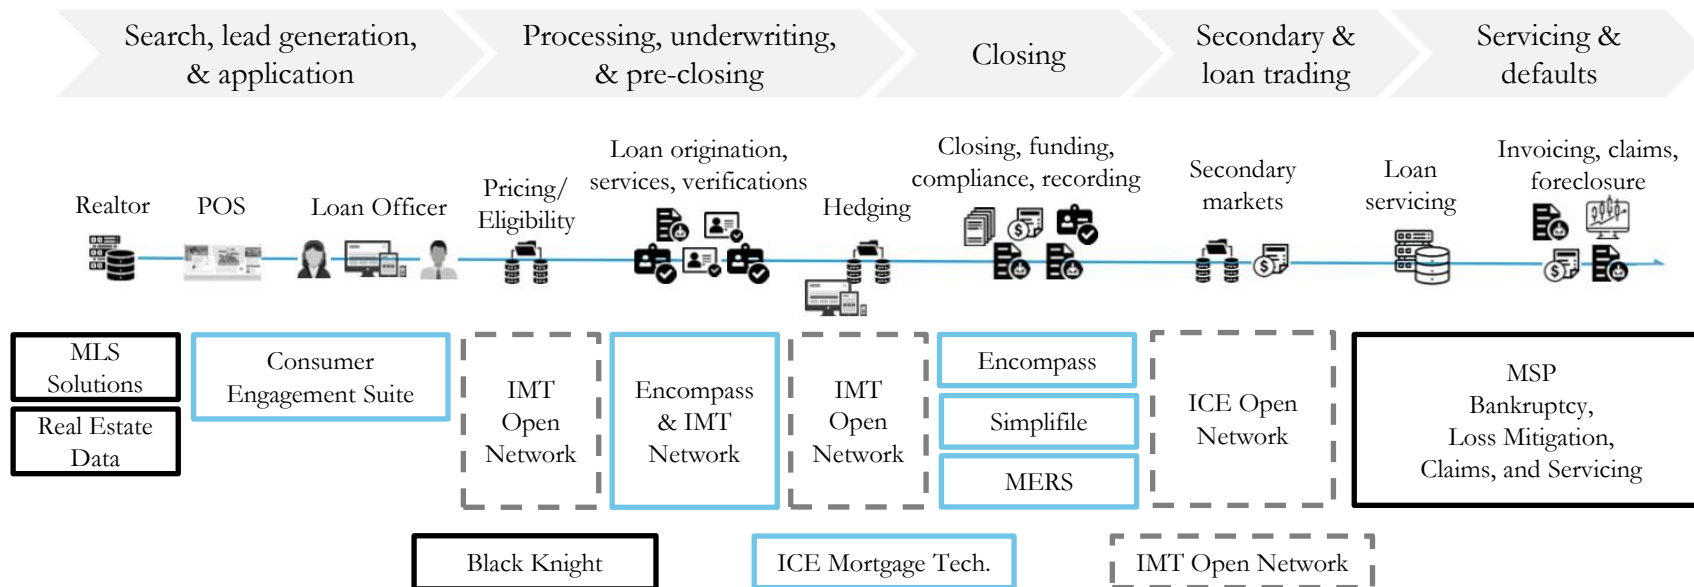 Search, lead generation,
& application
Processing, underwriting,
& pre-closing
Closing
Secondary &
loan trading
Servicing &
defaults
Realtor
POS
Loan Officer
Pricing/
Eligibility
Loan origination,
services, verifications
Hedging
Closing, funding,
compliance, recording
Secondary
markets
Loan
servicing
Invoicing, claims,
foreclosure
MLS
Solutions
Real Estate
Data
Consumer
Engagement Suite
IMT
Open
Network
Encompass
& IMT
Network
IMT
Open
Network
Encompass
Simplifile
MERS
ICE Open
Network
MSP
Bankruptcy,
Loss Mitigation,
Claims, and Servicing
Black Knight
ICE Mortgage Tech.
IMT Open Network